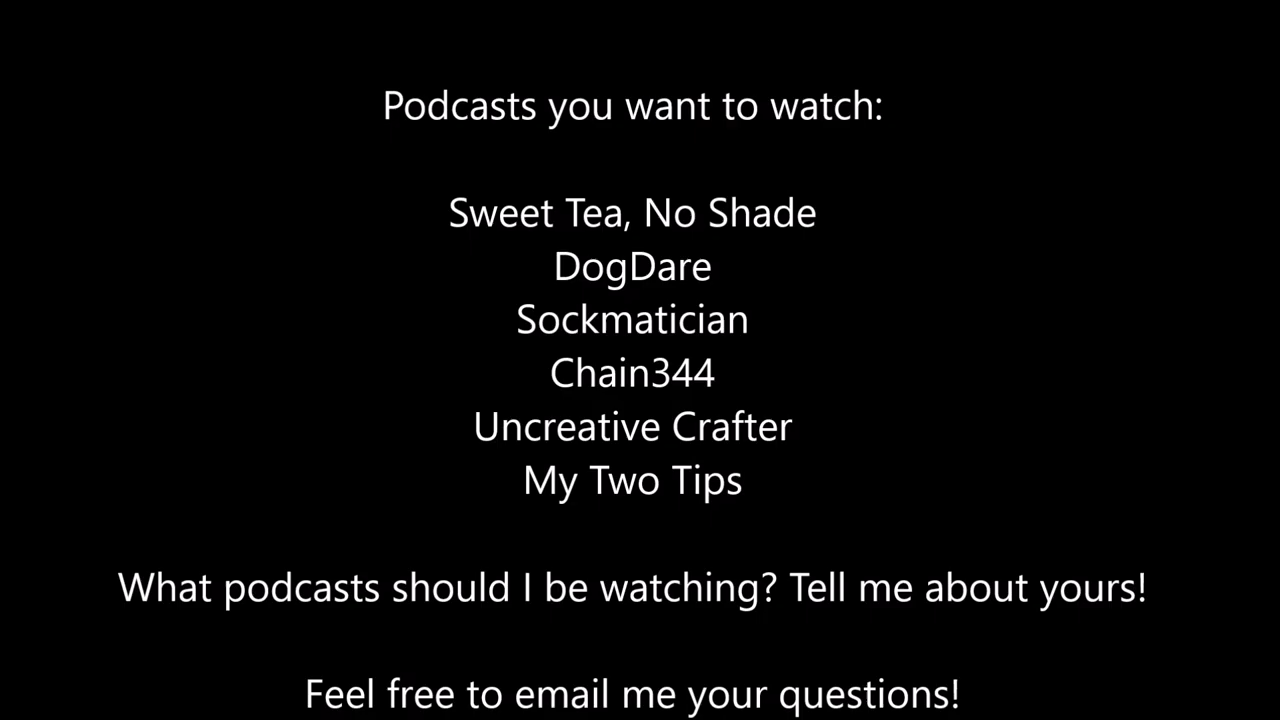 Podcasts you want to watch:
Sweet Tea, No Shade
DogDare
Sockmatician
Chain344
Uncreative Crafter
My Two Tips
What podcasts should I be watching? Tell me about yours!
Feel free to email me your questions!